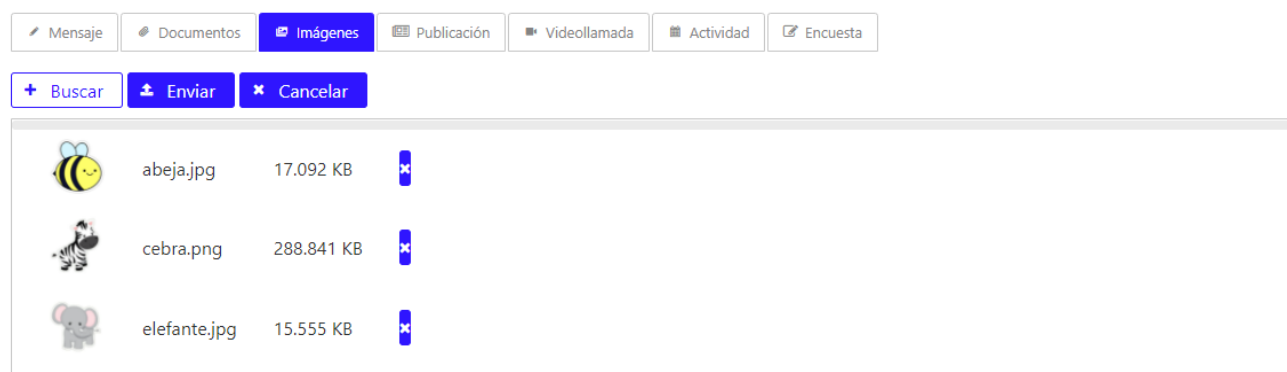 Mensaje Documentos Imágenes Publicación Videollamada Actividad Encuesta
Buscar Enviar Cancelar
abeja.jpg 17.092 KB
cebra.png 288.841 KB
elefante.jpg 15.555 KB